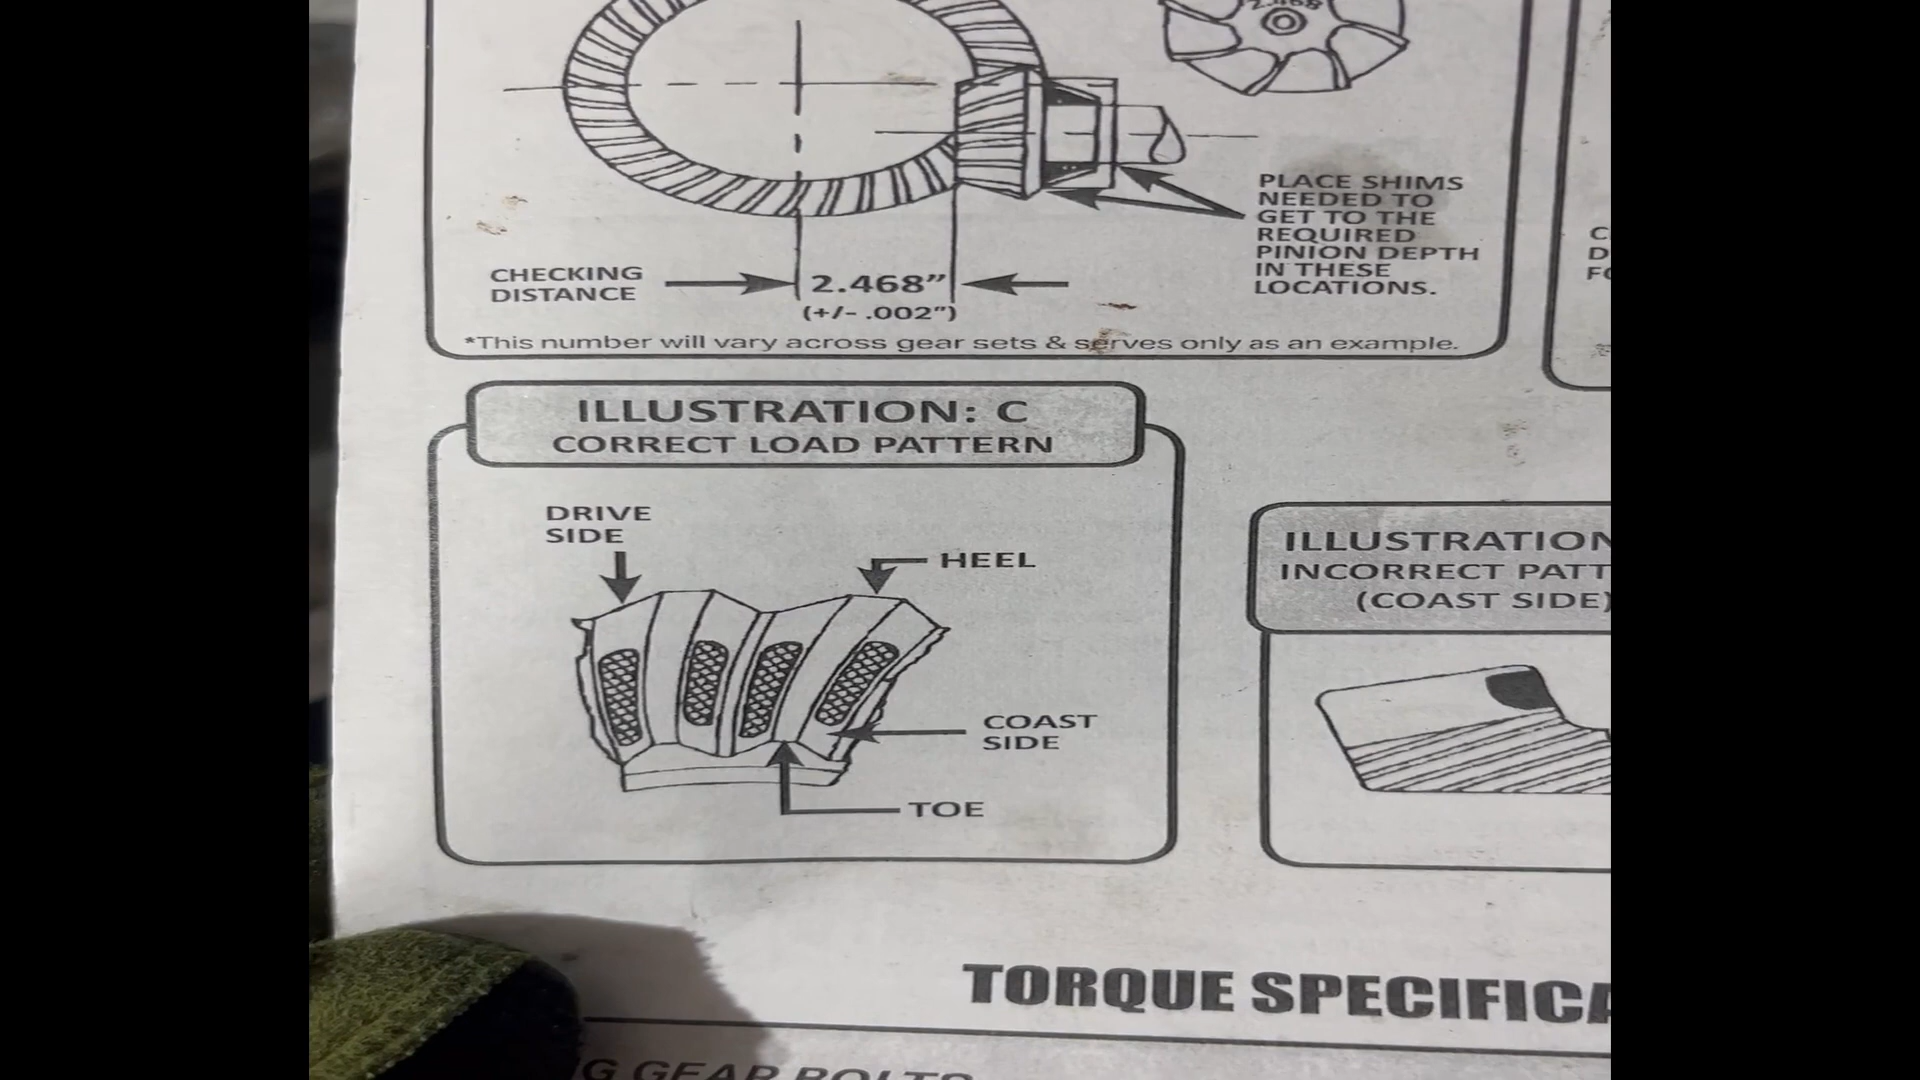 2.468
PLACE SHIMS
NEEDED TO
GET TO THE
REQUIRED
PINION DEPTH
IN THESE
LOCATIONS.
CHECKING
DISTANCE
2.468”
(+/- .002”)
*This number will vary across gear sets & serves only as an example.
ILLUSTRATION: C
CORRECT LOAD PATTERN
DRIVE
SIDE
HEEL
COAST
SIDE
TOE
ILLUSTRATION
INCORRECT PATT
(COAST SIDE)
TORQUE SPECIFICA
G GEAR BOLTS